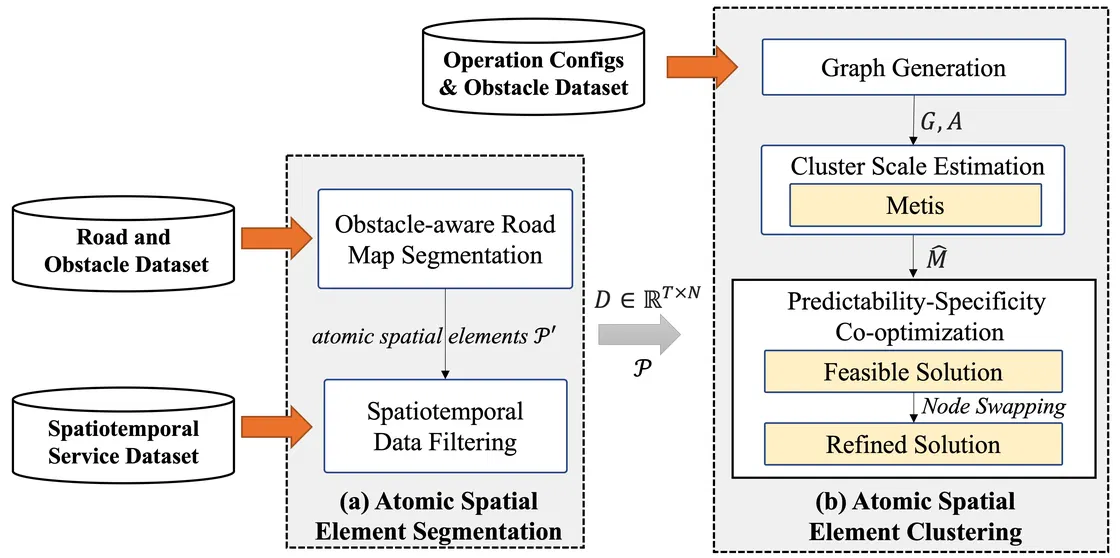 Operation Configs
& Obstacle Dataset
Graph Generation
G, A
Cluster Scale Estimation
Metis
M̂
Predictability-Specificity
Co-optimization
Feasible Solution
Node Swapping
Refined Solution
(b) Atomic Spatial
Element Clustering
Road and
Obstacle Dataset
Obstacle-aware Road
Map Segmentation
atomic spatial elements 𝒫′
Spatiotemporal
Service Dataset
Spatiotemporal
Data Filtering
(a) Atomic Spatial
Element Segmentation
D ∈ ℝ^{T×N}
𝒫